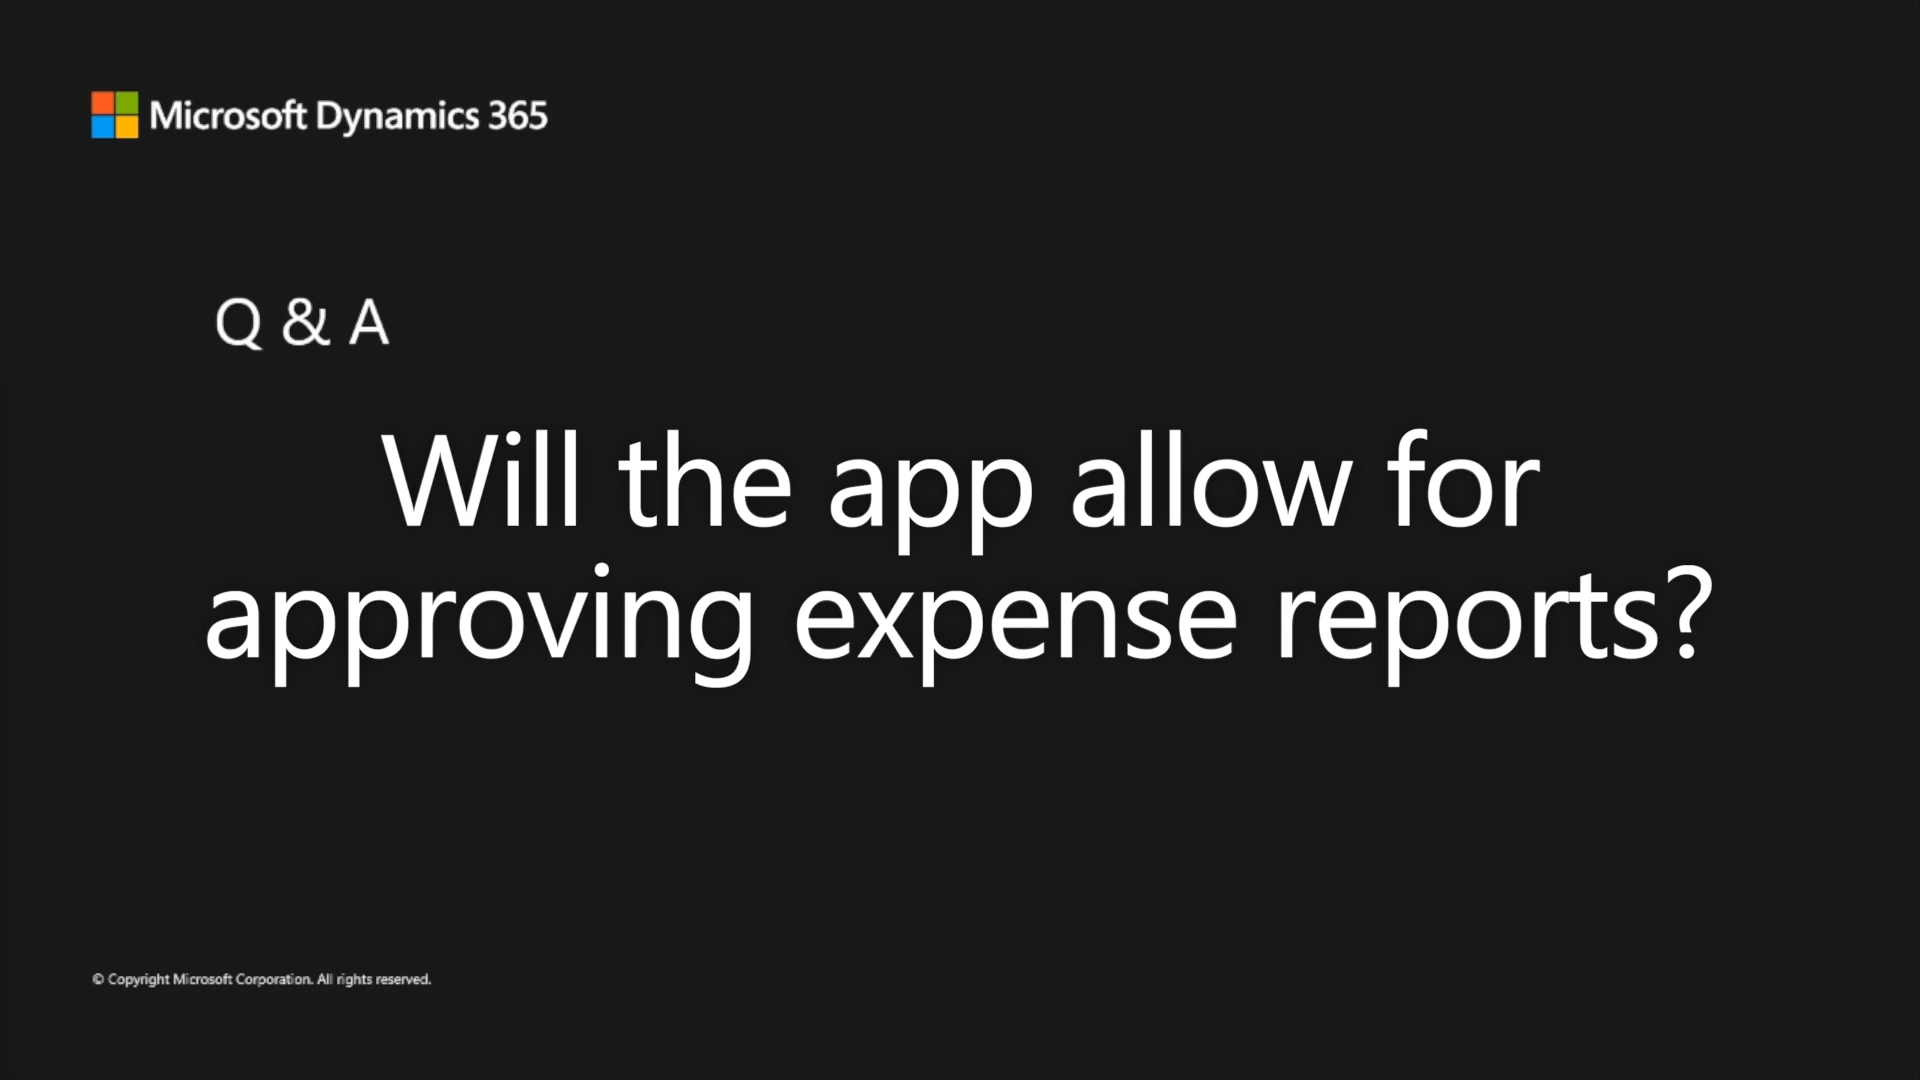 Microsoft Dynamics 365
Q & A
Will the app allow for
approving expense reports?
© Copyright Microsoft Corporation. All rights reserved.